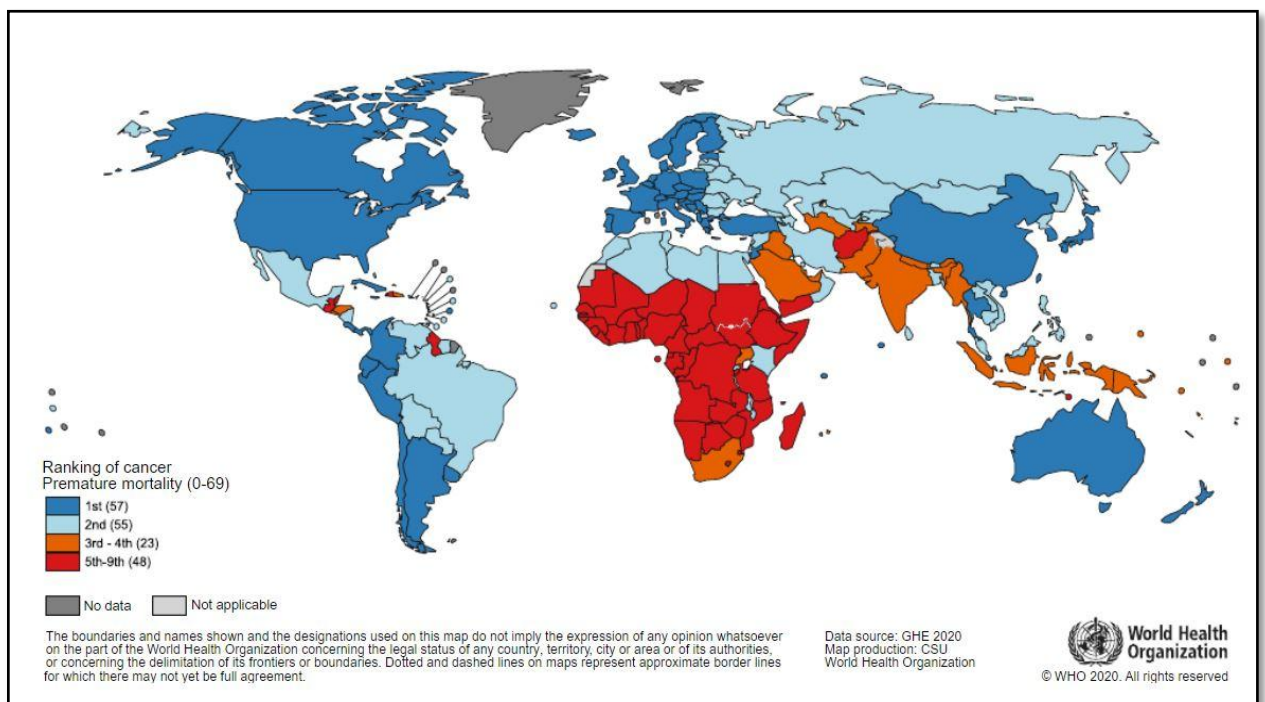 Ranking of cancer
Premature mortality (0-69)
1st (57)
2nd (55)
3rd - 4th (23)
5th-9th (48)
No data
Not applicable
The boundaries and names shown and the designations used on this map do not imply the expression of any opinion whatsoever
on the part of the World Health Organization concerning the legal status of any country, territory, city or area or of its authorities,
or concerning the delimitation of its frontiers or boundaries. Dotted and dashed lines on maps represent approximate border lines
for which there may not yet be full agreement.
Data source: GHE 2020
Map production: CSU
World Health Organization
World Health
Organization
© WHO 2020. All rights reserved